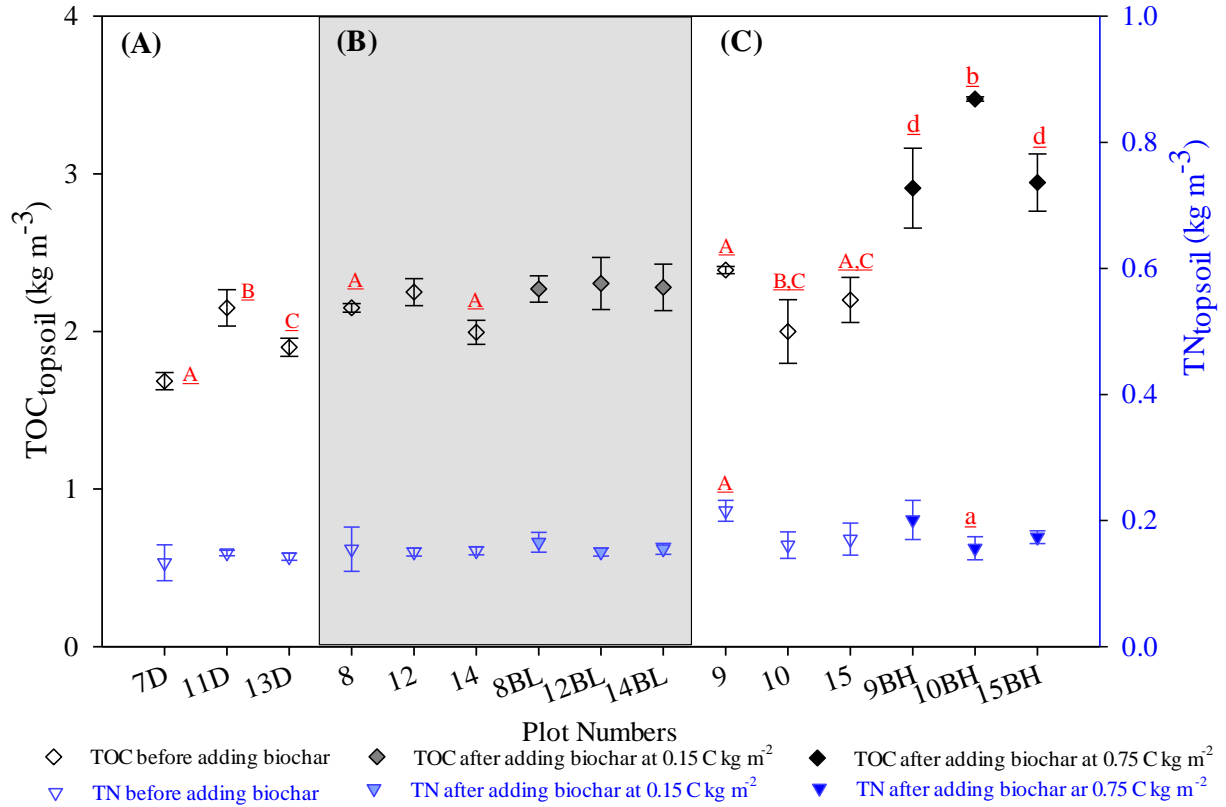 (A)
(B)
(C)
4
3
2
1
0
TOCtopsoil (kg m-3)
1.0
0.8
0.6
0.4
0.2
0.0
TNtopsoil (kg m-3)
A
B
C
A
A
A
B,C
A,C
d
b
d
A
a
7D 11D 13D 8 12 14 8BL 12BL 14BL 9 10 15 9BH 10BH 15BH
Plot Numbers
TOC before adding biochar TOC after adding biochar at 0.15 C kg m-2 TOC after adding biochar at 0.75 C kg m-2
TN before adding biochar TN after adding biochar at 0.15 C kg m-2 TN after adding biochar ar 0.75 C kg m-2